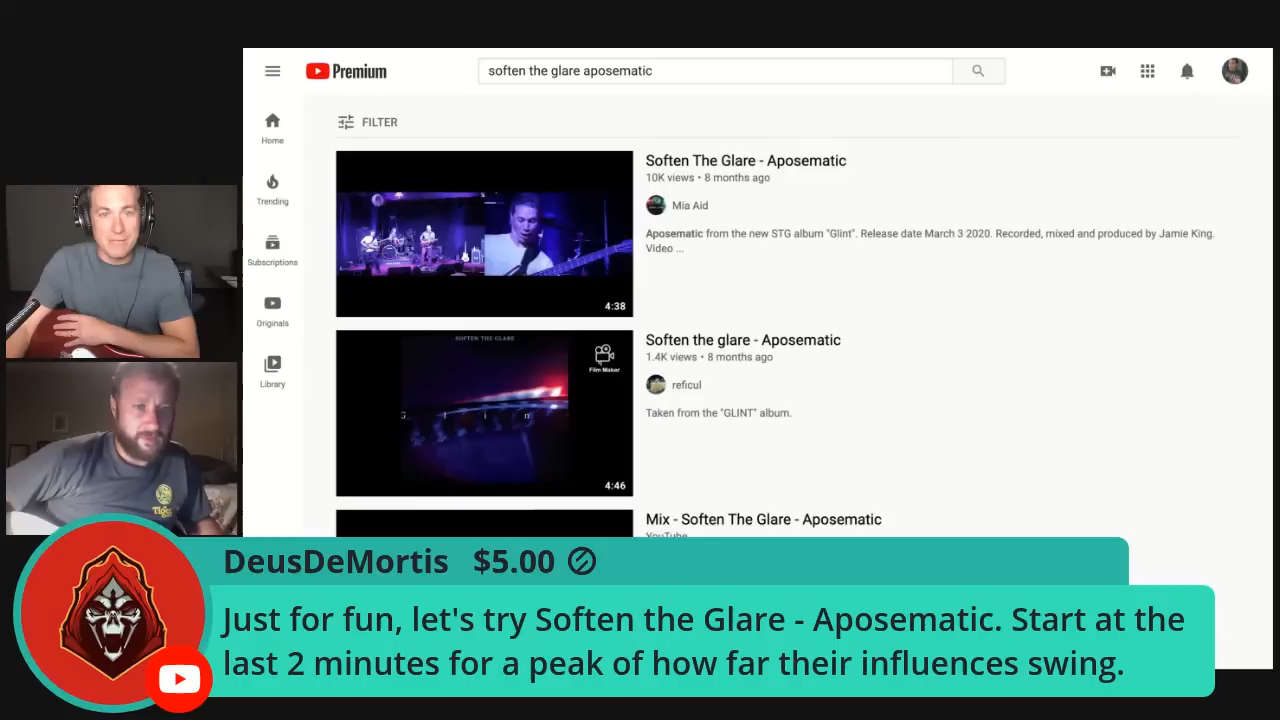 Premium
soften the glare aposematic
Home
Trending
Subscriptions
Originals
Library
FILTER
Soften The Glare - Aposematic
10K views • 8 months ago
Mia Aid
Aposematic from the new STG album "Glint". Release date March 3 2020. Recorded, mixed and produced by Jamie King.
Video ...
4:38
SOFTEN THE GLARE
Film Maker
G l i n
4:46
Soften the glare - Aposematic
1.4K views • 8 months ago
reficul
Taken from the "GLINT" album.
Mix - Soften The Glare - Aposematic
YouTube
DeusDeMortis $5.00
Just for fun, let's try Soften the Glare - Aposematic. Start at the
last 2 minutes for a peak of how far their influences swing.